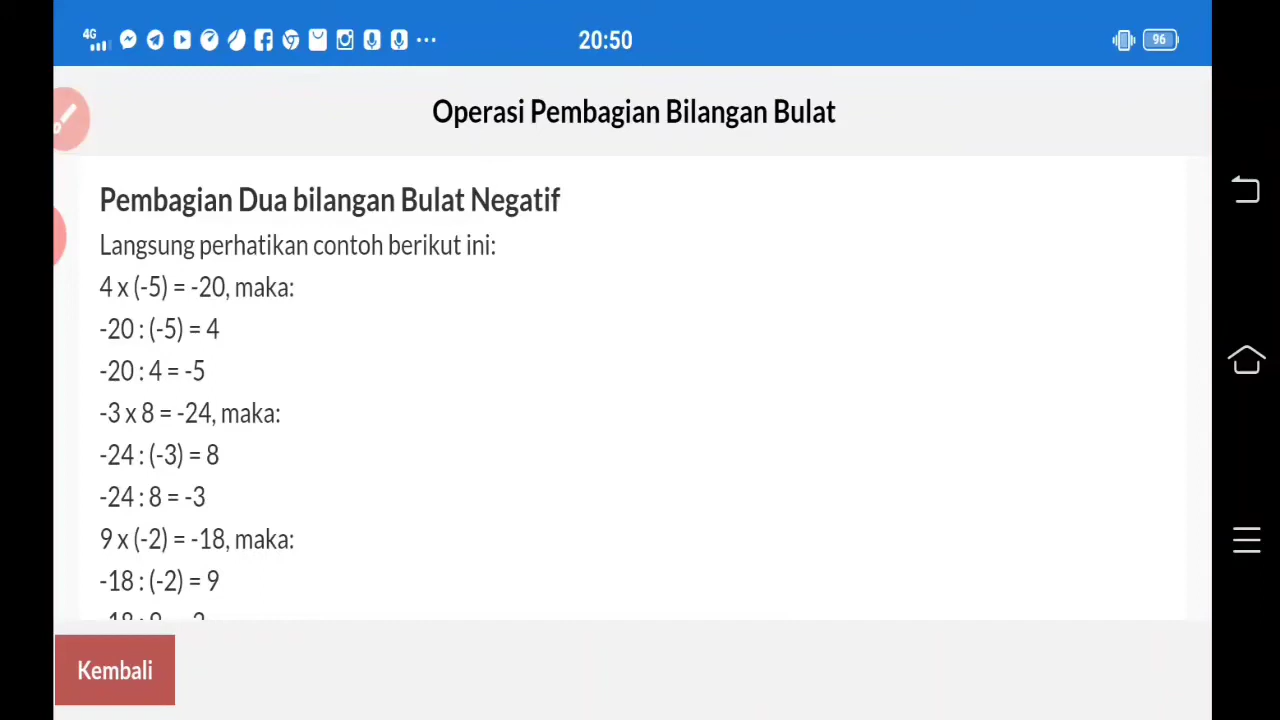 4G 20:50 96
Operasi Pembagian Bilangan Bulat
Pembagian Dua bilangan Bulat Negatif
Langsung perhatikan contoh berikut ini:
4 x (-5) = -20, maka:
-20 : (-5) = 4
-20 : 4 = -5
-3 x 8 = -24, maka:
-24 : (-3) = 8
-24 : 8 = -3
9 x (-2) = -18, maka:
-18 : (-2) = 9
Kembali